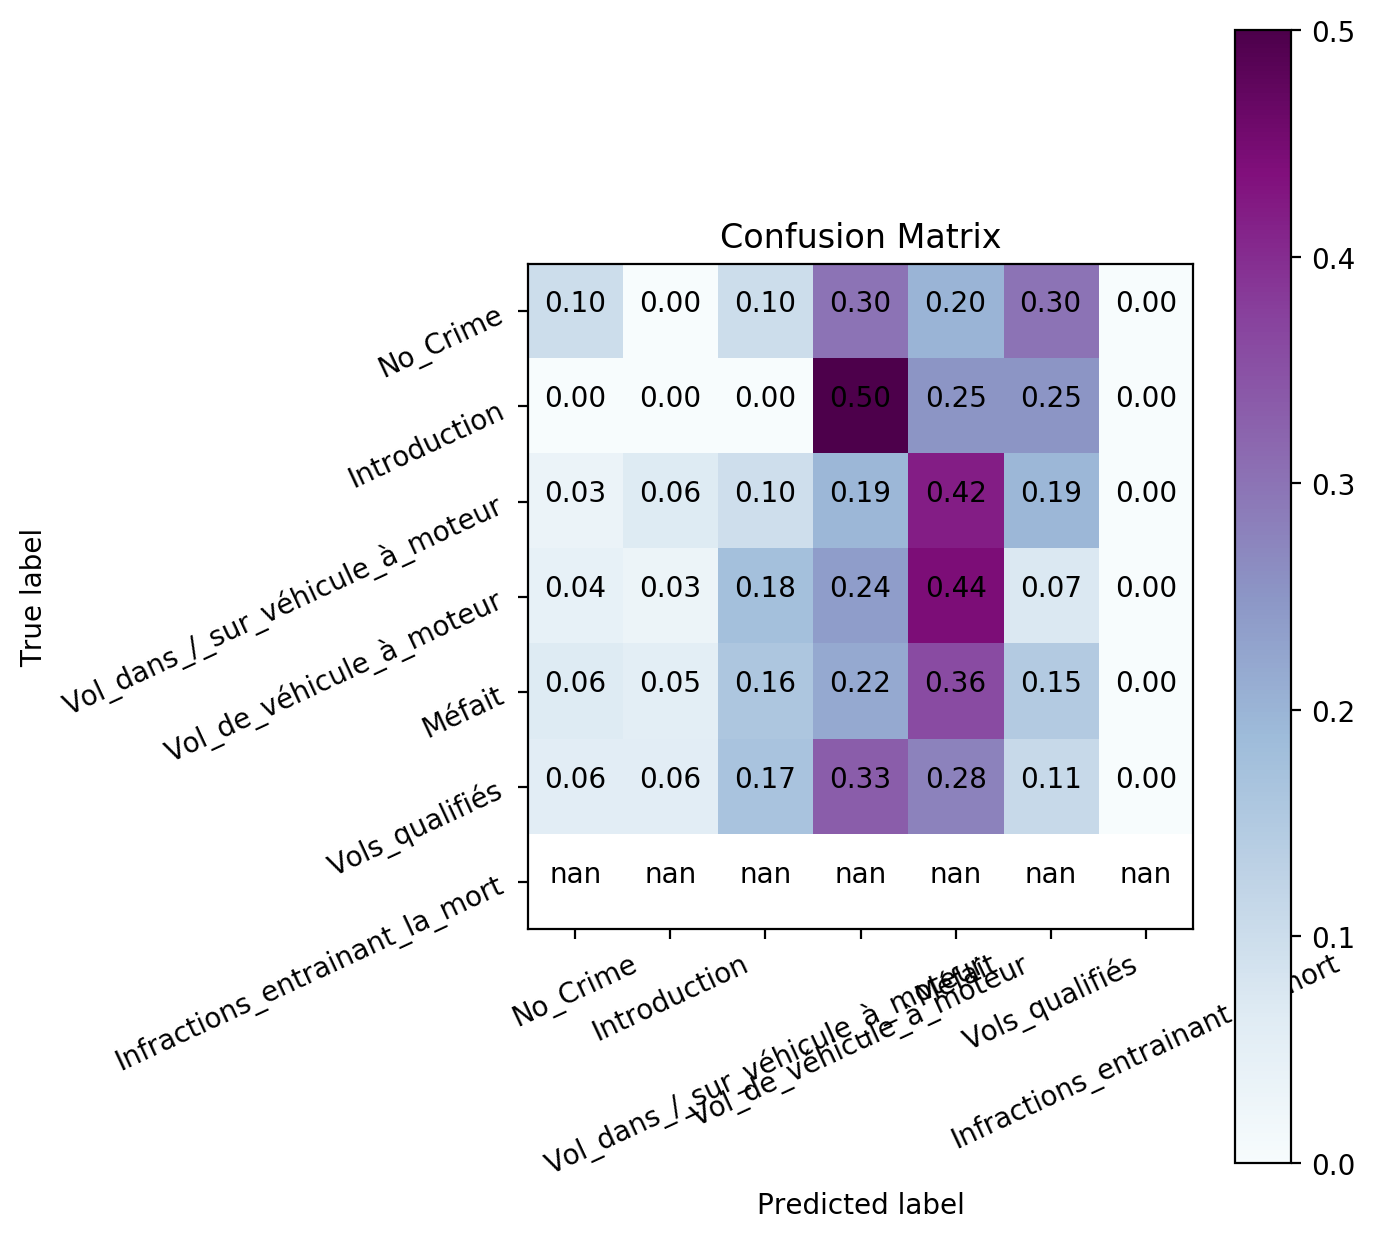 Confusion Matrix
True label
No_Crime
Introduction
Vol_dans_/_sur_véhicule_à_moteur
Vol_de_véhicule_à_moteur
Méfait
Vols_qualifiés
Infractions_entrainant_la_mort
0.10 0.00 0.10 0.30 0.20 0.30 0.00
0.00 0.00 0.00 0.50 0.25 0.25 0.00
0.03 0.06 0.10 0.19 0.42 0.19 0.00
0.04 0.03 0.18 0.24 0.44 0.07 0.00
0.06 0.05 0.16 0.22 0.36 0.15 0.00
0.06 0.06 0.17 0.33 0.28 0.11 0.00
nan nan nan nan nan nan nan
No_Crime
Introduction
Vol_dans_/_sur_véhicule_à_moteur
Vol_de_véhicule_à_moteur
Méfait
Vols_qualifiés
Infractions_entrainant mort
Predicted label
0.5
0.4
0.3
0.2
0.1
0.0